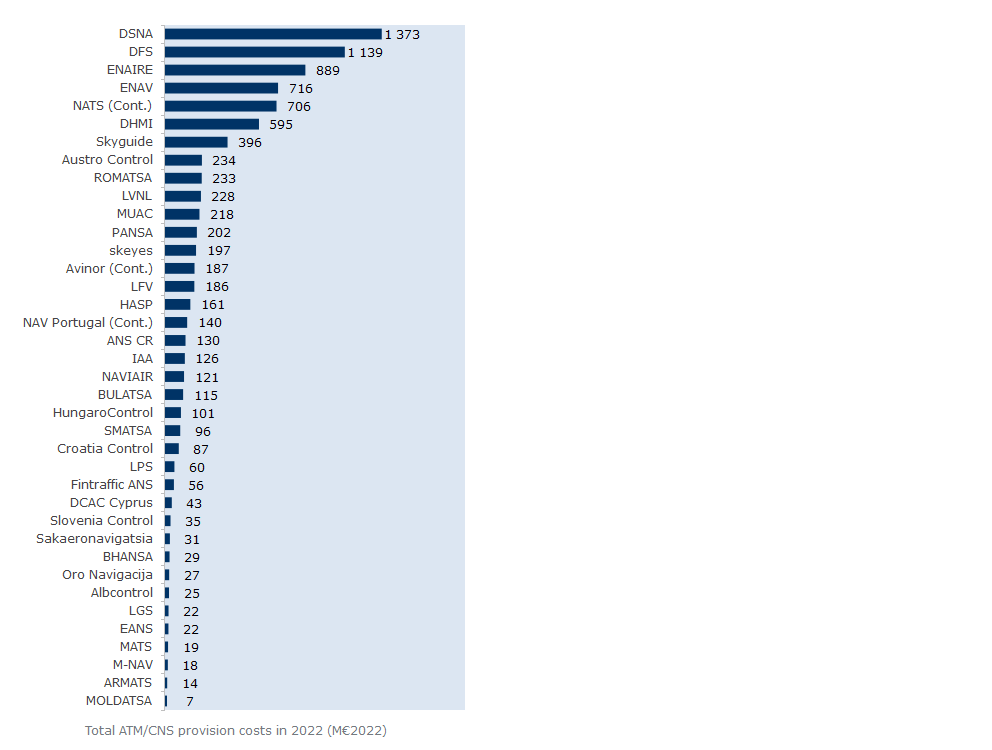 DSNA 1 373
DFS 1 139
ENAIRE 889
ENAV 716
NATS (Cont.) 706
DHMI 595
Skyguide 396
Austro Control 234
ROMATSA 233
LVNL 228
MUAC 218
PANSA 202
skeyes 197
Avinor (Cont.) 187
LFV 186
HASP 161
NAV Portugal (Cont.) 140
ANS CR 130
IAA 126
NAVIAIR 121
BULATSA 115
HungaroControl 101
SMATSA 96
Croatia Control 87
LPS 60
Fintraffic ANS 56
DCAC Cyprus 43
Slovenia Control 35
Sakaeronavigatsia 31
BHANSA 29
Oro Navigacija 27
Albcontrol 25
LGS 22
EANS 22
MATS 19
M-NAV 18
ARMATS 14
MOLDATSA 7
Total ATM/CNS provision costs in 2022 (M€2022)